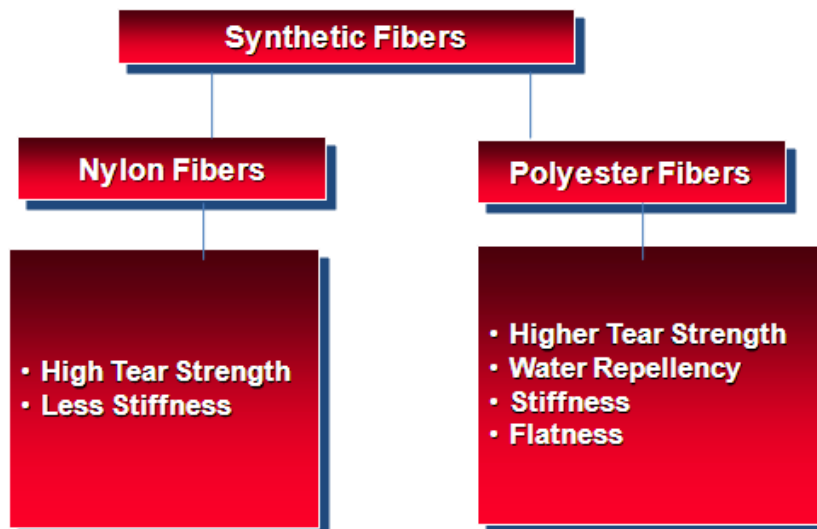 Synthetic Fibers
Nylon Fibers
Polyester Fibers
• High Tear Strength
• Less Stiffness
• Higher Tear Strength
• Water Repellency
• Stiffness
• Flatness